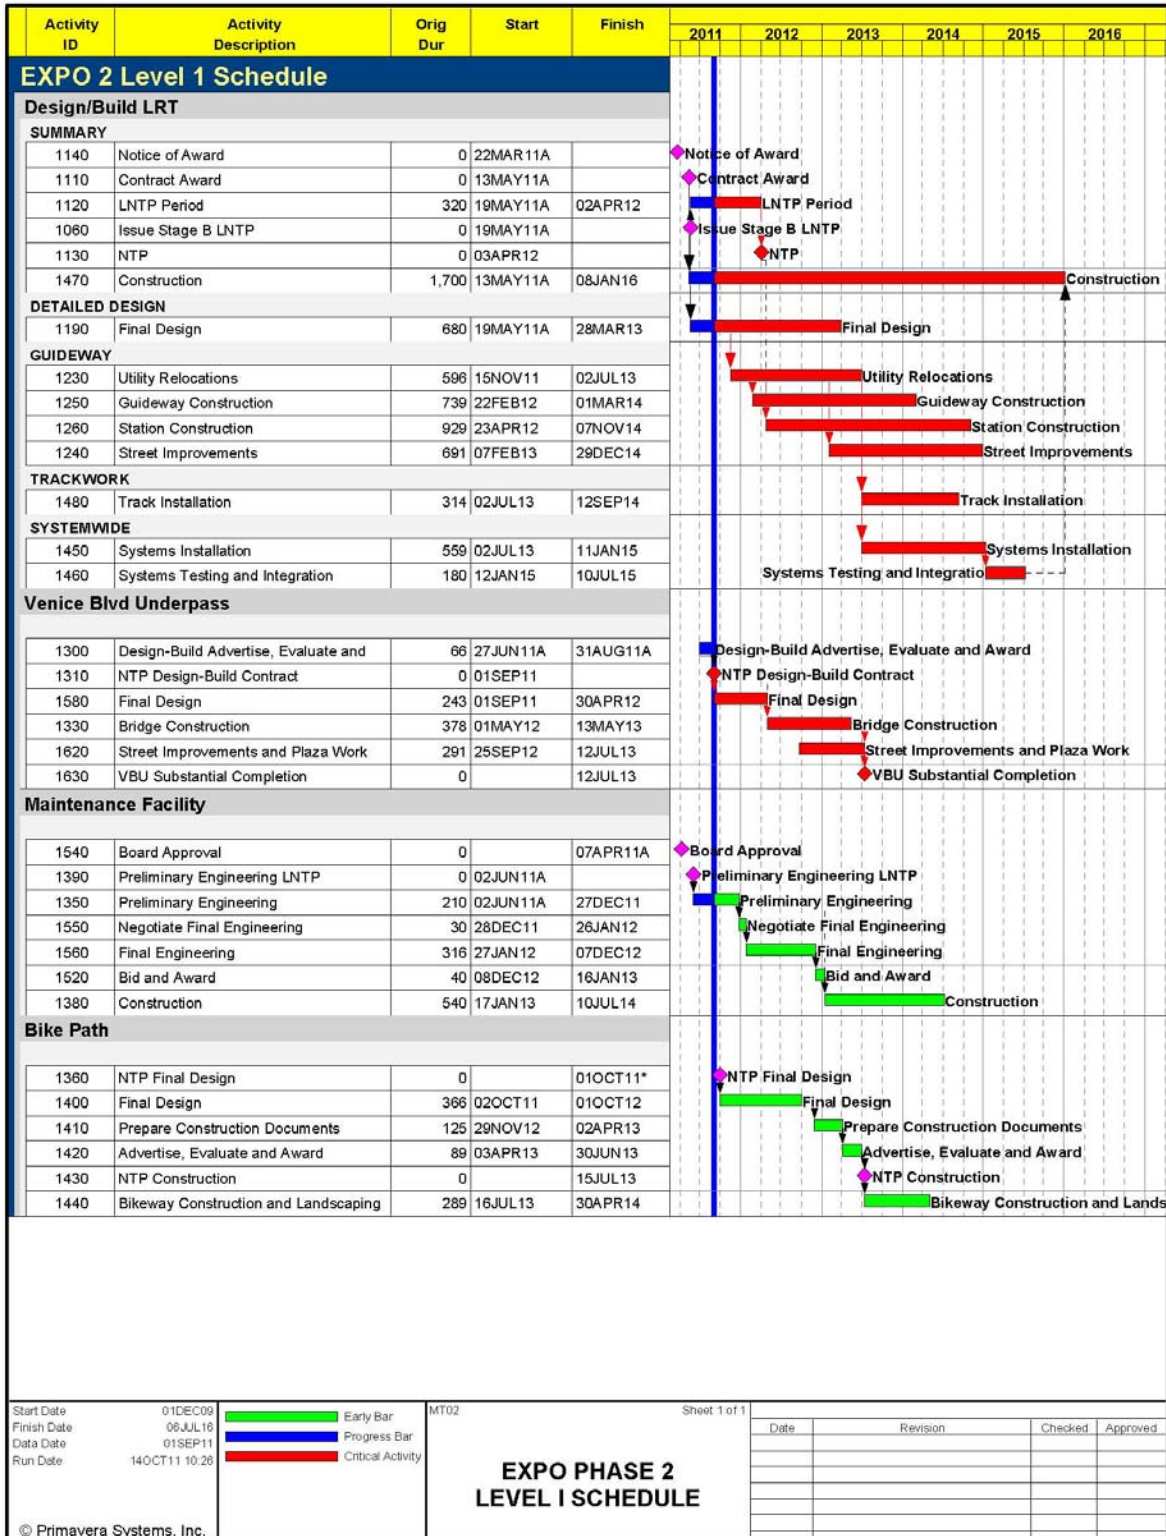 Activity ID Activity Description Orig Dur Start Finish 2011 2012 2013 2014 2015 2016
EXPO 2 Level 1 Schedule
Design/Build LRT
SUMMARY
1140 Notice of Award 0 22MAR11A Notice of Award
1110 Contract Award 0 13MAY11A Contract Award
1120 LNTP Period 320 19MAY11A 02APR12 LNTP Period
1060 Issue Stage B LNTP 0 19MAY11A Issue Stage B LNTP
1130 NTP 0 03APR12 NTP
1470 Construction 1,700 13MAY11A 08JAN16 Construction
DETAILED DESIGN
1190 Final Design 680 19MAY11A 28MAR13 Final Design
GUIDEWAY
1230 Utility Relocations 596 15NOV11 02JUL13 Utility Relocations
1250 Guideway Construction 739 22FEB12 01MAR14 Guideway Construction
1260 Station Construction 929 23APR12 07NOV14 Station Construction
1240 Street Improvements 691 07FEB13 29DEC14 Street Improvements
TRACKWORK
1480 Track Installation 314 02JUL13 12SEP14 Track Installation
SYSTEMWIDE
1450 Systems Installation 559 02JUL13 11JAN15 Systems Installation
1460 Systems Testing and Integration 180 12JAN15 10JUL15 Systems Testing and Integratio
Venice Blvd Underpass
1300 Design-Build Advertise, Evaluate and 66 27JUN11A 31AUG11A Design-Build Advertise, Evaluate and Award
1310 NTP Design-Build Contract 0 01SEP11 NTP Design-Build Contract
1580 Final Design 243 01SEP11 30APR12 Final Design
1330 Bridge Construction 378 01MAY12 13MAY13 Bridge Construction
1620 Street Improvements and Plaza Work 291 25SEP12 12JUL13 Street Improvements and Plaza Work
1630 VBU Substantial Completion 0 12JUL13 VBU Substantial Completion
Maintenance Facility
1540 Board Approval 0 07APR11A Board Approval
1390 Preliminary Engineering LNTP 0 02JUN11A Preliminary Engineering LNTP
1350 Preliminary Engineering 210 02JUN11A 27DEC11 Preliminary Engineering
1550 Negotiate Final Engineering 30 28DEC11 26JAN12 Negotiate Final Engineering
1560 Final Engineering 316 27JAN12 07DEC12 Final Engineering
1520 Bid and Award 40 08DEC12 16JAN13 Bid and Award
1380 Construction 540 17JAN13 10JUL14 Construction
Bike Path
1360 NTP Final Design 0 01OCT11* NTP Final Design
1400 Final Design 366 02OCT11 01OCT12 Final Design
1410 Prepare Construction Documents 125 29NOV12 02APR13 Prepare Construction Documents
1420 Advertise, Evaluate and Award 89 03APR13 30JUN13 Advertise, Evaluate and Award
1430 NTP Construction 0 15JUL13 NTP Construction
1440 Bikeway Construction and Landscaping 289 16JUL13 30APR14 Bikeway Construction and Lands
Start Date 01DEC09
Finish Date 06JUL16
Data Date 01SEP11
Run Date 14OCT11 10:26
© Primavera Systems, Inc.
Early Bar
Progress Bar
Critical Activity
MT02 Sheet 1 of 1
EXPO PHASE 2
LEVEL I SCHEDULE
Date Revision Checked Approved